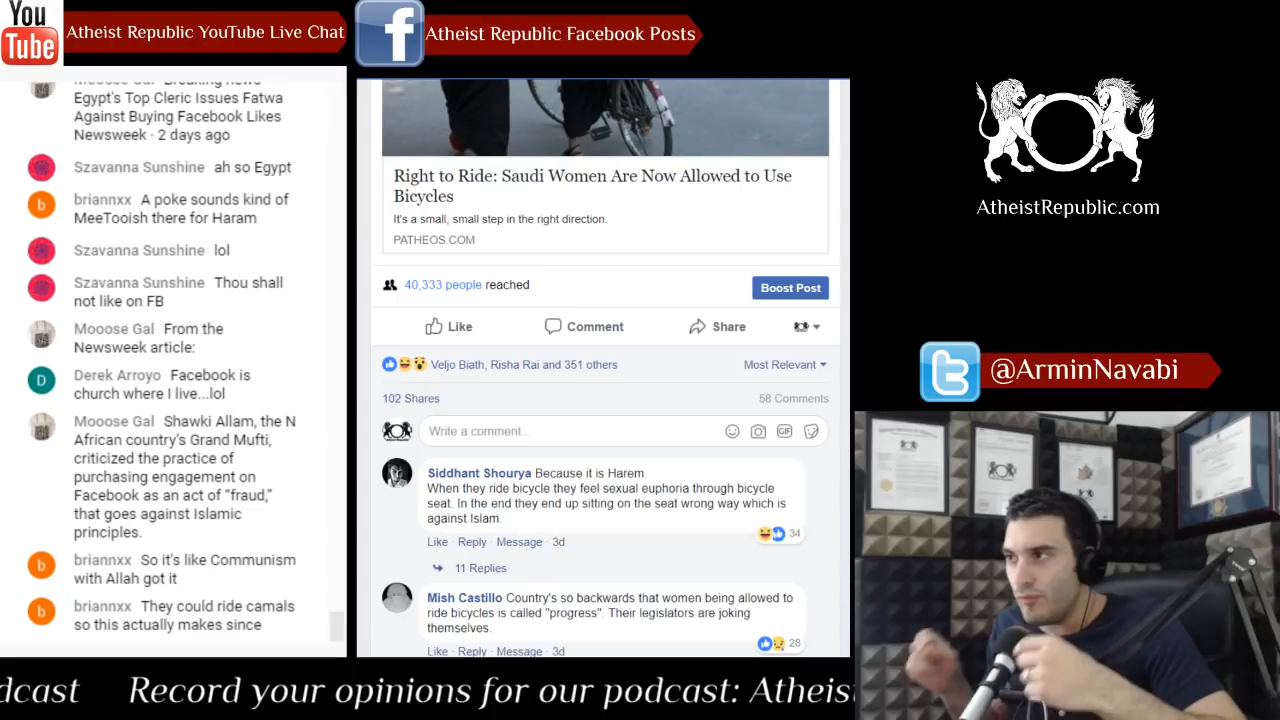 You
Tube
Atheist Republic YouTube Live Chat
Atheist Republic Facebook Posts
Mooose Gal Breaking news
Egypt's Top Cleric Issues Fatwa
Against Buying Facebook Likes
Newsweek · 2 days ago
Szavanna Sunshine ah so Egypt
b
briannxx A poke sounds kind of
MeeTooish there for Haram
Szavanna Sunshine lol
Szavanna Sunshine Thou shall
not like on FB
Mooose Gal From the
Newsweek article:
D
Derek Arroyo Facebook is
church where I live...lol
Mooose Gal Shawki Allam, the N
African country's Grand Mufti,
criticized the practice of
purchasing engagement on
Facebook as an act of “fraud,”
that goes against Islamic
principles.
b
briannxx So it's like Communism
with Allah got it
b
briannxx They could ride camals
so this actually makes since
Right to Ride: Saudi Women Are Now Allowed to Use
Bicycles
It's a small, small step in the right direction.
PATHEOS.COM
40,333 people reached
Boost Post
Like
Comment
Share
Veljo Biath, Risha Rai and 351 others
Most Relevant
102 Shares
58 Comments
Write a comment...
GIF
Siddhant Shourya Because it is Harem.
When they ride bicycle they feel sexual euphoria through bicycle
seat. In the end they end up sitting on the seat wrong way which is
against Islam.
34
Like · Reply · Message · 3d
11 Replies
Mish Castillo Country's so backwards that women being allowed to
ride bicycles is called "progress". Their legislators are joking
themselves.
28
Like · Reply · Message · 3d
AtheistRepublic.com
@ArminNavabi
dcast Record your opinions for our podcast: Atheis